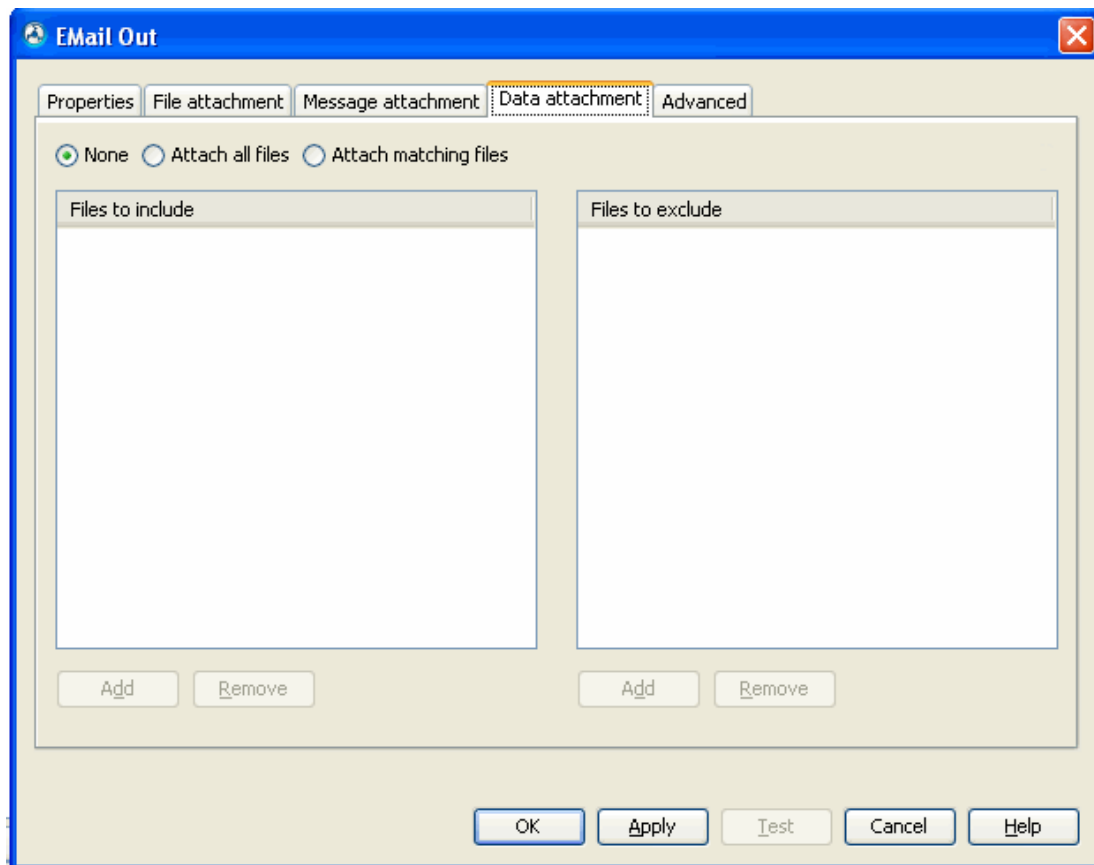 EMail Out
Properties File attachment Message attachment Data attachment Advanced
None Attach all files Attach matching files
Files to include Files to exclude
Add Remove Add Remove
OK Apply Test Cancel Help